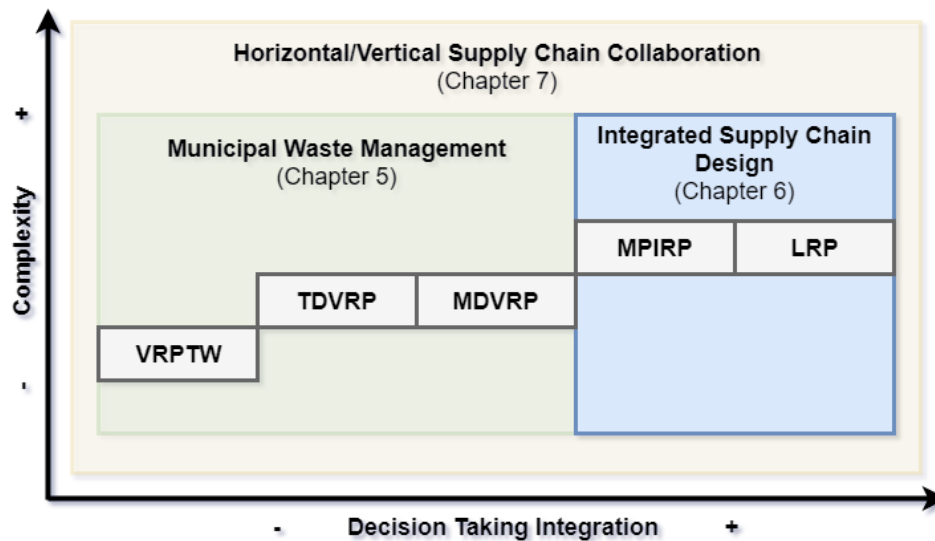 Horizontal/Vertical Supply Chain Collaboration
(Chapter 7)
Municipal Waste Management
(Chapter 5)
Integrated Supply Chain
Design
(Chapter 6)
MPIRP
LRP
TDVRP
MDVRP
VRPTW
+
Complexity
-
- Decision Taking Integration +